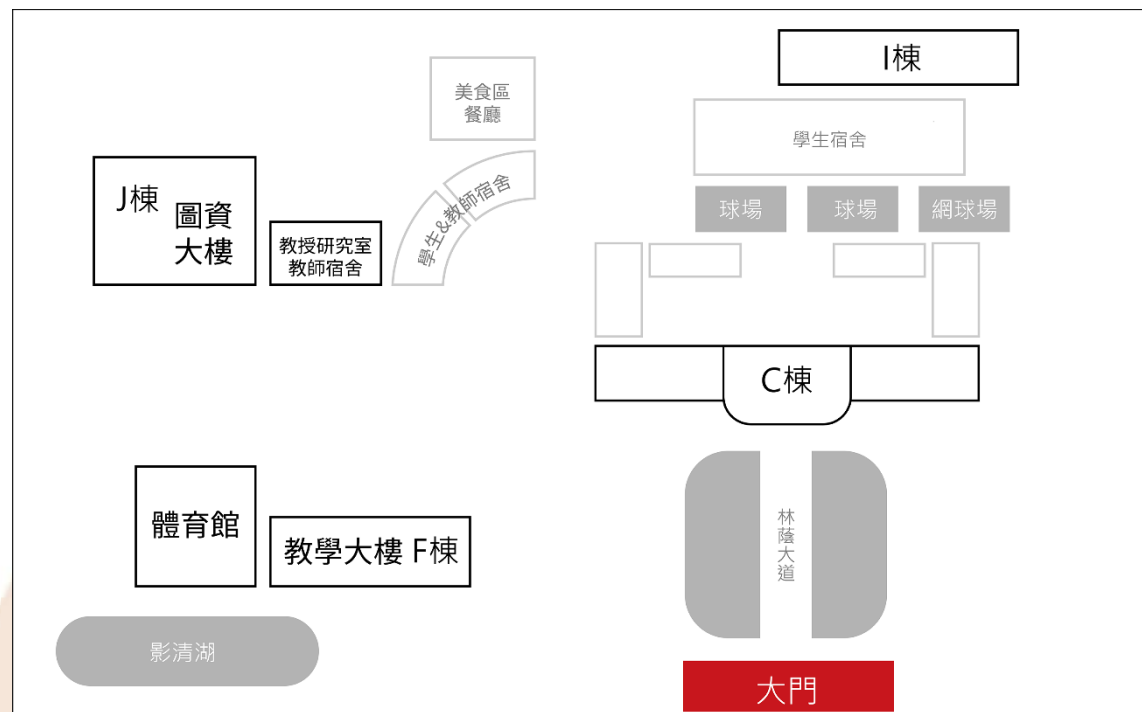 I棟
美食區
餐廳
學生宿舍
學生&教師宿舍
J棟
圖資
大樓
球場
球場
網球場
教授研究室
教師宿舍
C棟
體育館
教學大樓 F棟
林蔭大道
影清湖
大門